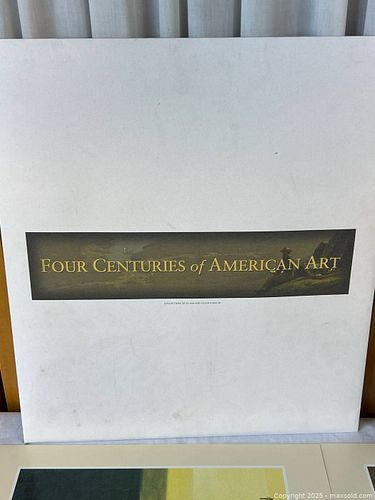 FOUR CENTURIES of AMERICAN ART
Copyright 2025 - maxsold.com